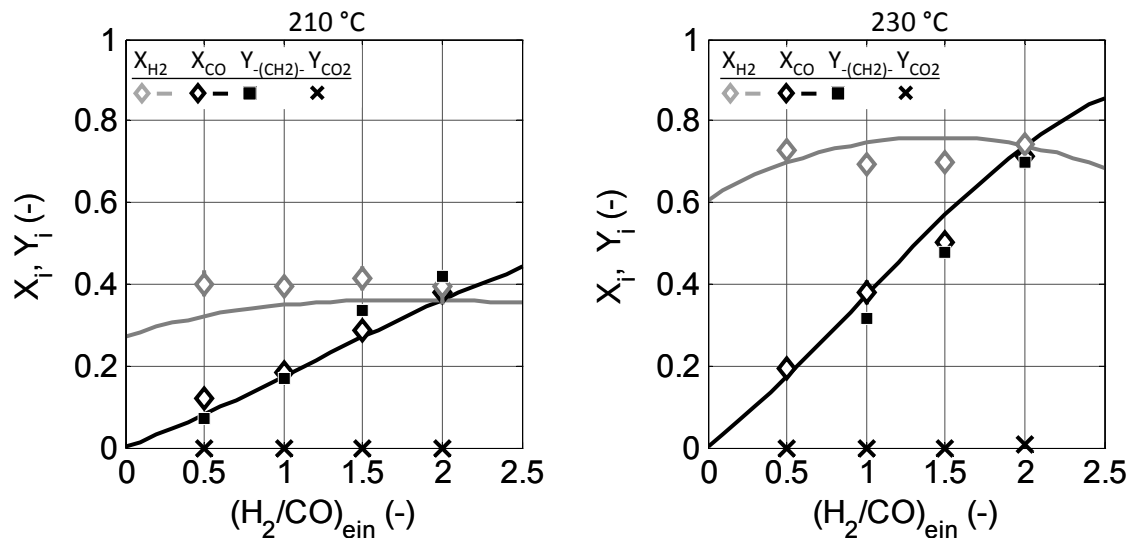 210 °C
X_H2 X_CO Y_-(CH2)- Y_CO2
1
0.8
0.6
0.4
0.2
0
X_i, Y_i (-)
0 0.5 1 1.5 2 2.5
(H_2/CO)_ein (-)
230 °C
X_H2 X_CO Y_-(CH2)- Y_CO2
1
0.8
0.6
0.4
0.2
0
X_i, Y_i (-)
0 0.5 1 1.5 2 2.5
(H_2/CO)_ein (-)